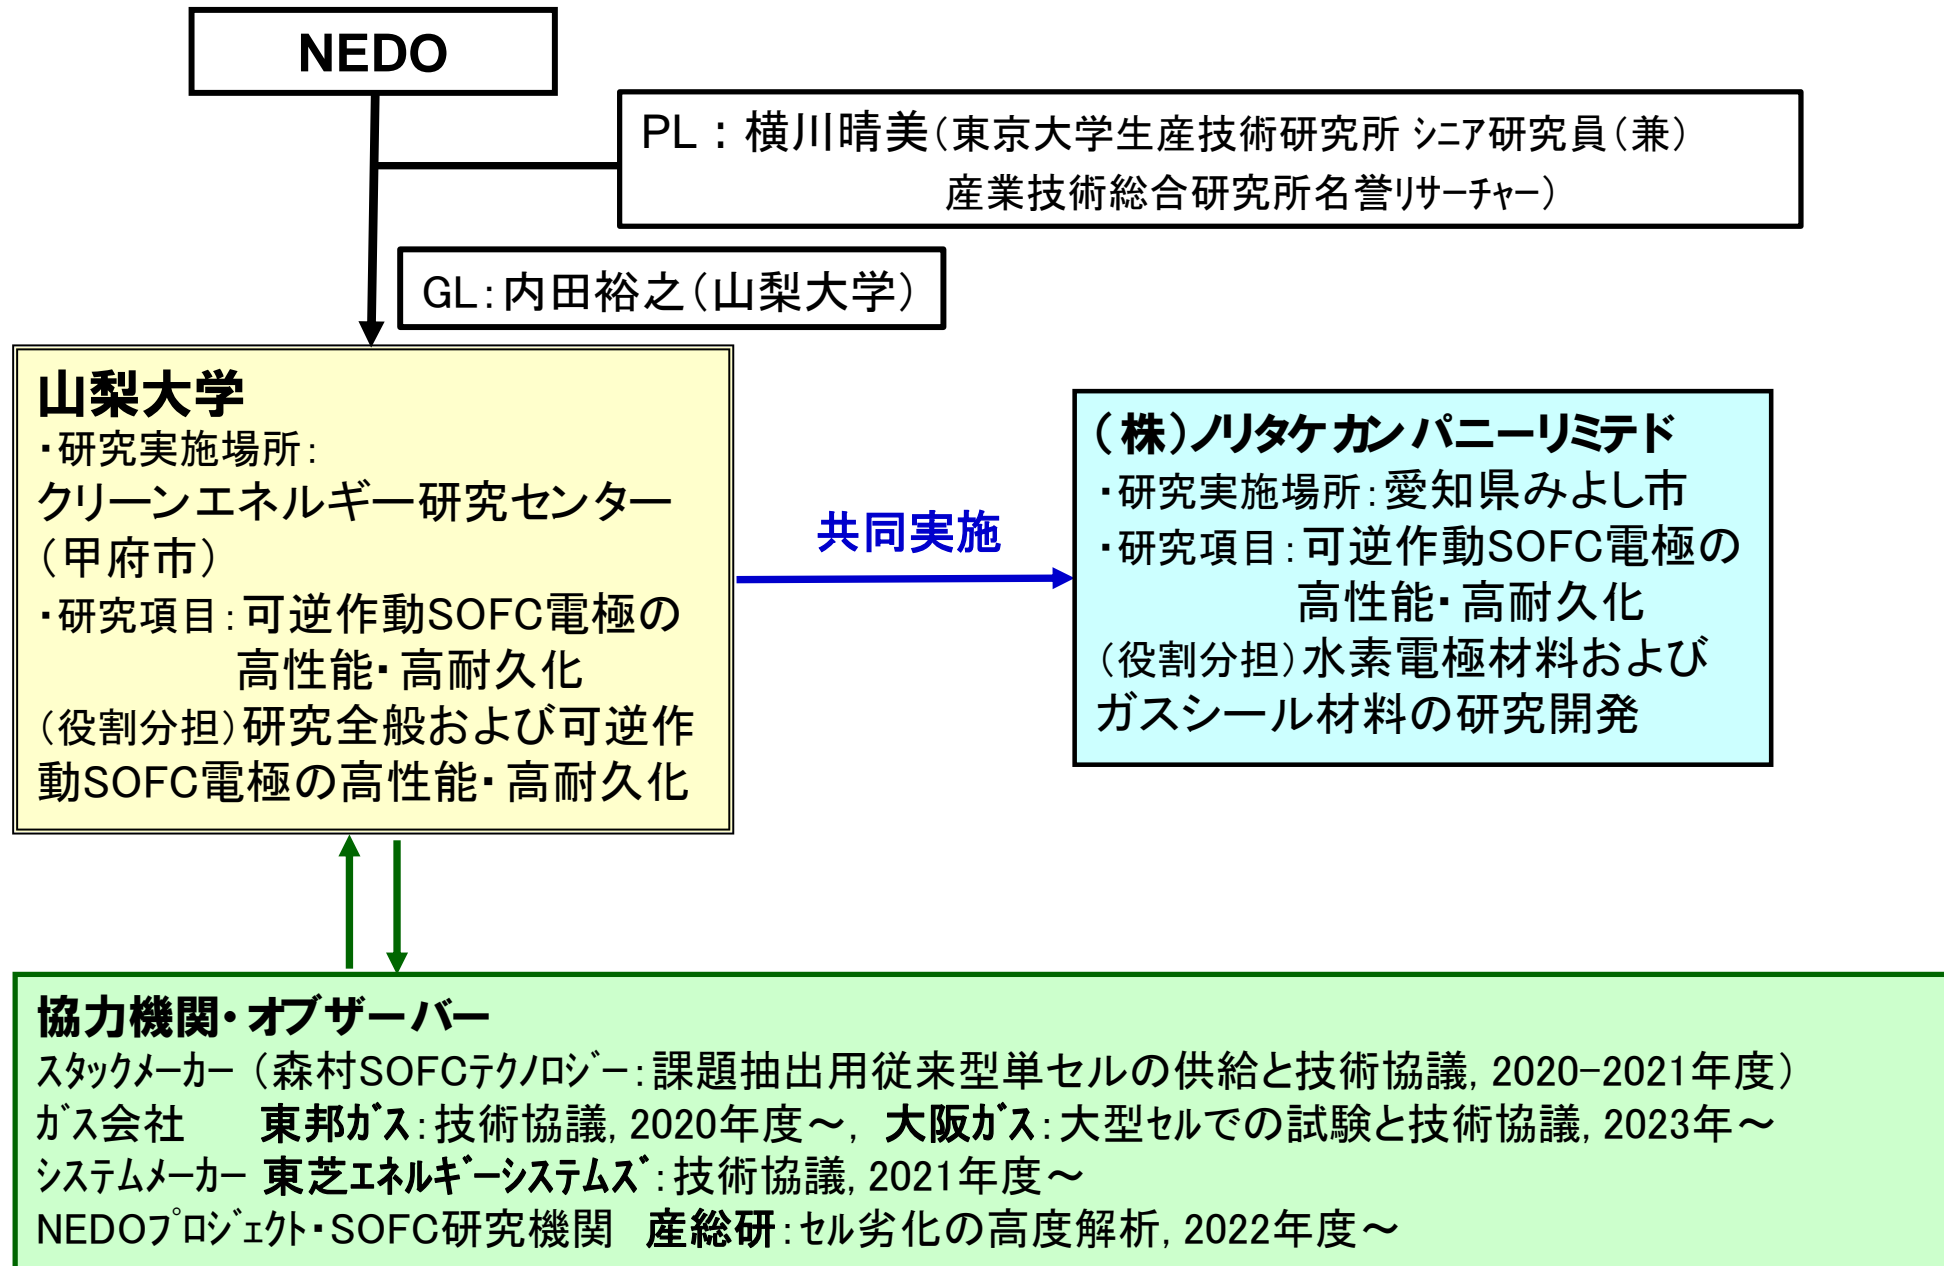 NEDO
PL：横川晴美（東京大学生産技術研究所 ｼﾆｱ研究員（兼）
産業技術総合研究所名誉ﾘｻｰﾁｬｰ）
GL：内田裕之（山梨大学）
山梨大学
・研究実施場所：
クリーンエネルギー研究センター
（甲府市）
・研究項目：可逆作動SOFC電極の
高性能・高耐久化
（役割分担）研究全般および可逆作
動SOFC電極の高性能・高耐久化
共同実施
（株）ノリタケカンパニーリミテド
・研究実施場所：愛知県みよし市
・研究項目：可逆作動SOFC電極の
高性能・高耐久化
（役割分担）水素電極材料および
ガスシール材料の研究開発
協力機関・オブザーバー
ｽﾀｯｸﾒｰｶｰ（森村SOFCﾃｸﾉﾛｼﾞｰ：課題抽出用従来型単セルの供給と技術協議, 2020-2021年度）
ｶﾞｽ会社 東邦ｶﾞｽ：技術協議, 2020年度～, 大阪ｶﾞｽ：大型ｾﾙでの試験と技術協議, 2023年～
ｼｽﾃﾑﾒｰｶｰ 東芝ｴﾈﾙｷﾞｰｼｽﾃﾑｽﾞ：技術協議, 2021年度～
NEDOﾌﾟﾛｼﾞｪｸﾄ・SOFC研究機関 産総研：ｾﾙ劣化の高度解析, 2022年度～